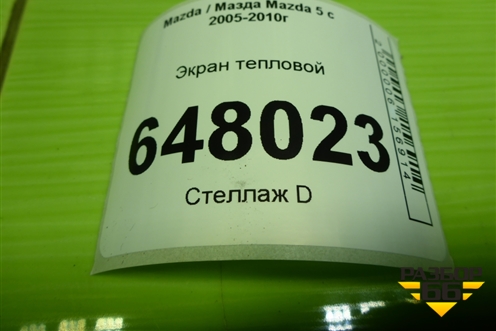 Mazda / Мазда Mazda 5 с
2005-2010г
Экран тепловой
648023
Стеллаж D
РАЗБОР
66